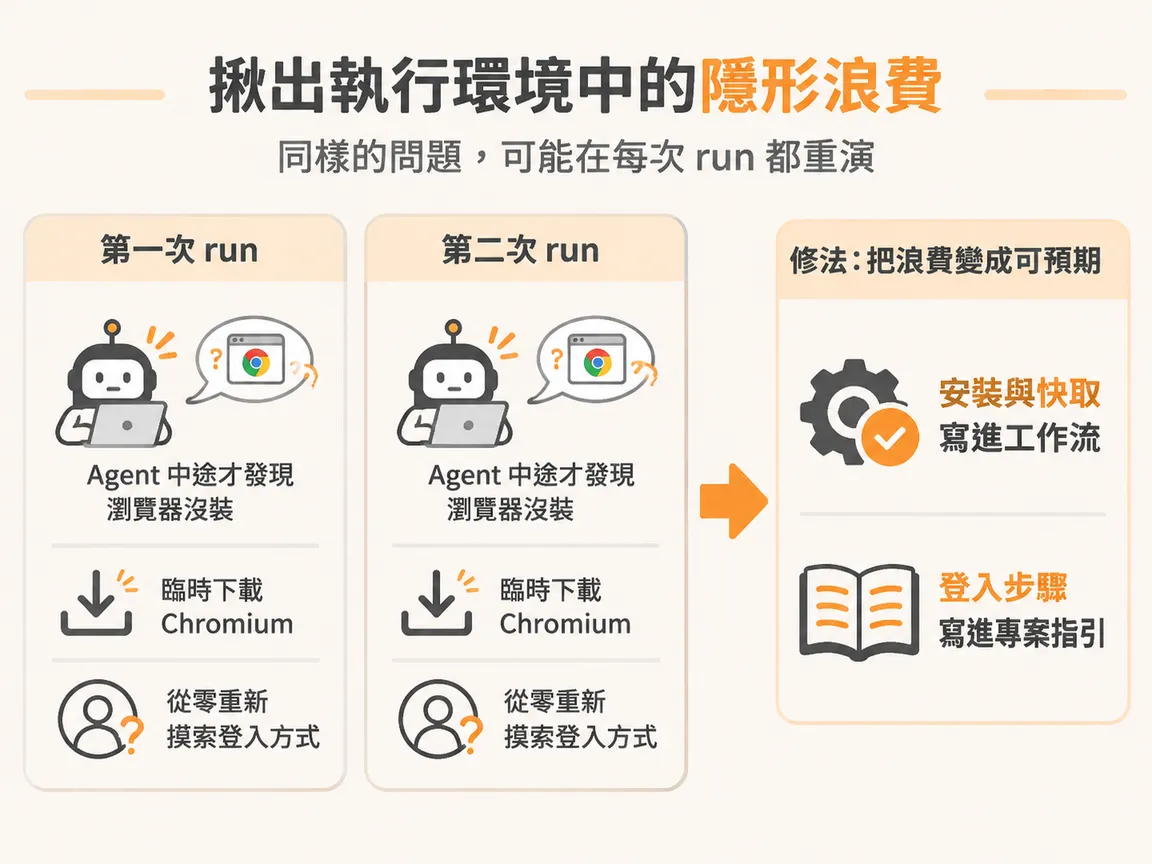 揪出執行環境中的隱形浪費
同樣的問題，可能在每次 run 都重演
第一次 run
Agent 中途才發現
瀏覽器沒裝
臨時下載
Chromium
從零重新
摸索登入方式
第二次 run
Agent 中途才發現
瀏覽器沒裝
臨時下載
Chromium
從零重新
摸索登入方式
修法：把浪費變成可預期
安裝與快取
寫進工作流
登入步驟
寫進專案指引